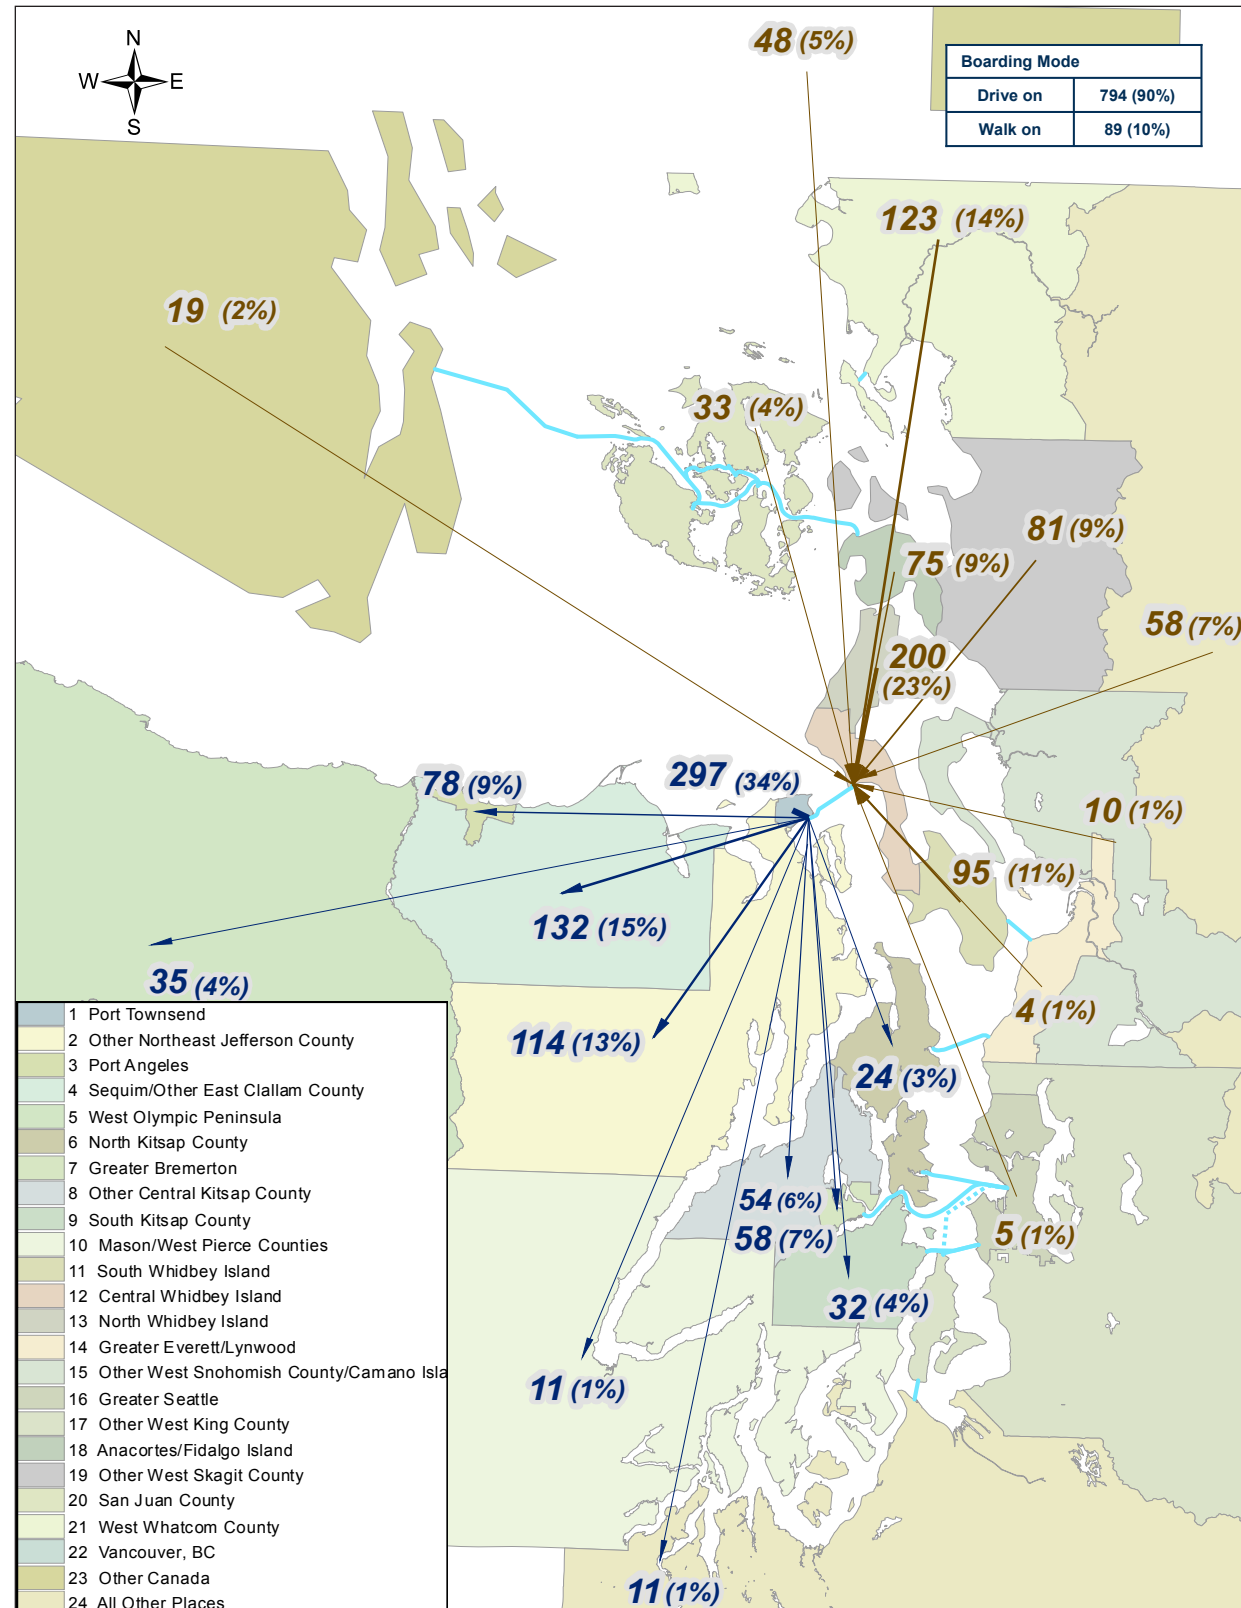 N
W E
S
48 (5%)
Boarding Mode
Drive on 794 (90%)
Walk on 89 (10%)
123 (14%)
19 (2%)
33 (4%)
81 (9%)
75 (9%)
58 (7%)
200
(23%)
297 (34%)
78 (9%)
10 (1%)
95 (11%)
132 (15%)
35 (4%)
4 (1%)
114 (13%)
24 (3%)
54 (6%)
58 (7%)
5 (1%)
32 (4%)
11 (1%)
11 (1%)
1 Port Townsend
2 Other Northeast Jefferson County
3 Port Angeles
4 Sequim/Other East Clallam County
5 West Olympic Peninsula
6 North Kitsap County
7 Greater Bremerton
8 Other Central Kitsap County
9 South Kitsap County
10 Mason/West Pierce Counties
11 South Whidbey Island
12 Central Whidbey Island
13 North Whidbey Island
14 Greater Everett/Lynwood
15 Other West Snohomish County/Camano Isla
16 Greater Seattle
17 Other West King County
18 Anacortes/Fidalgo Island
19 Other West Skagit County
20 San Juan County
21 West Whatcom County
22 Vancouver, BC
23 Other Canada
24 All Other Places